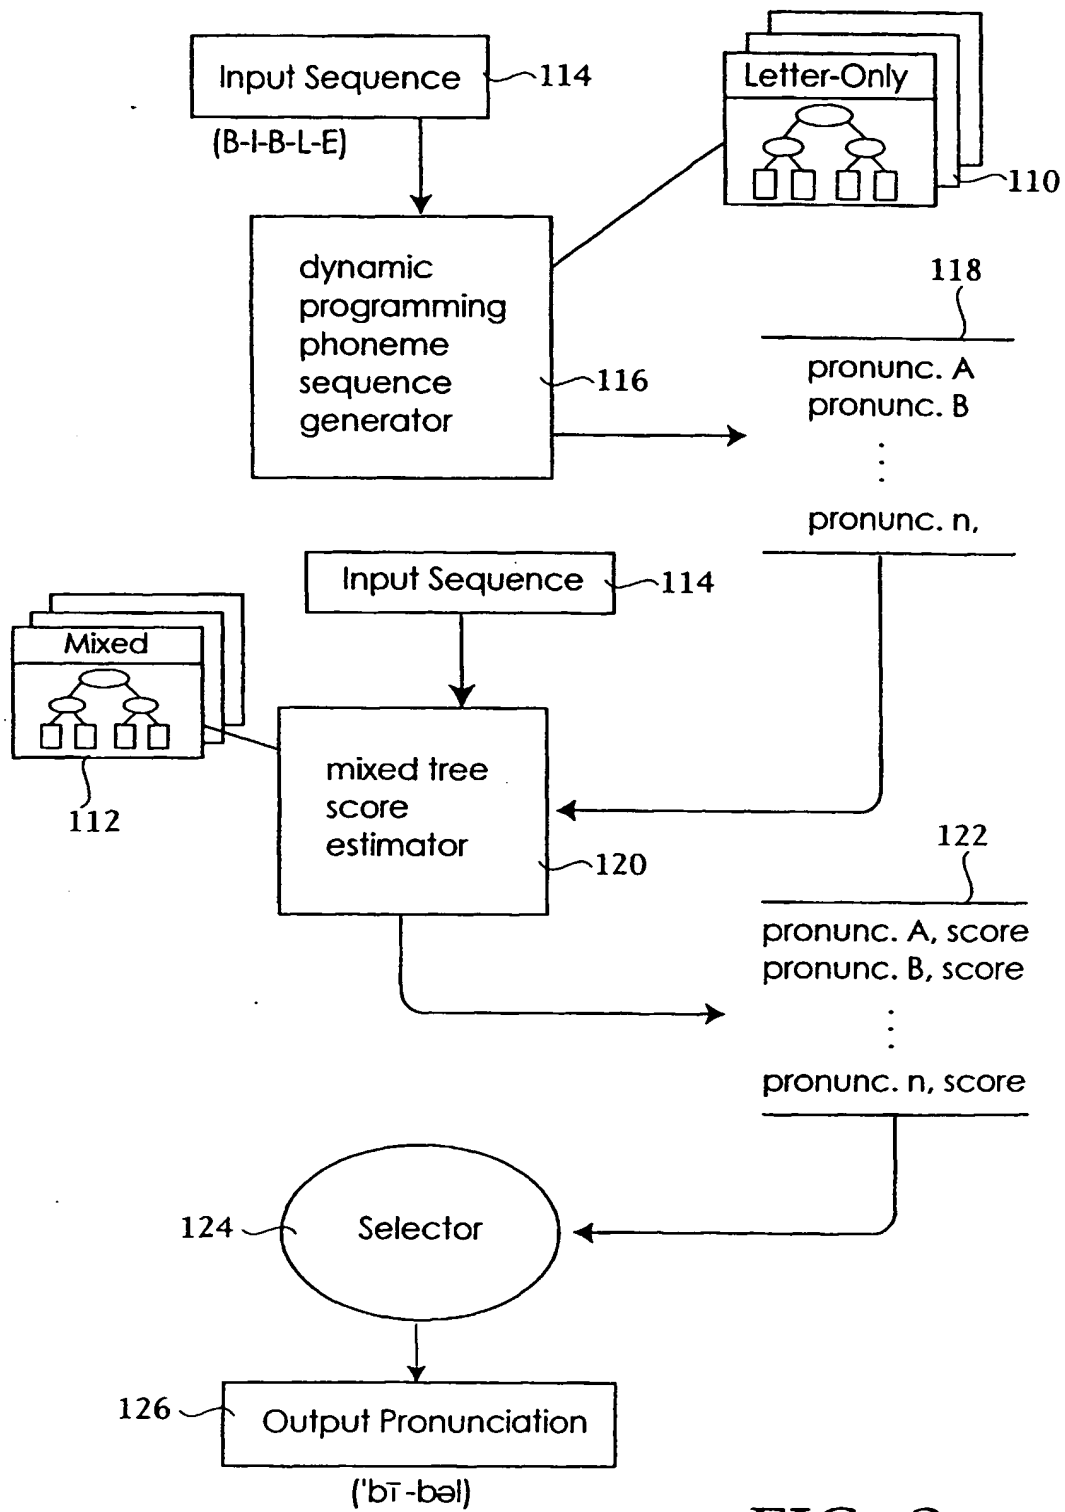 Input Sequence
114
(B-I-B-L-E)
Letter-Only
110
dynamic
programming
phoneme
sequence
generator
116
118
pronunc. A
pronunc. B
pronunc. n,
Input Sequence
114
Mixed
112
mixed tree
score
estimator
120
122
pronunc. A, score
pronunc. B, score
pronunc. n, score
124
Selector
126
Output Pronunciation
('bī-bəl)